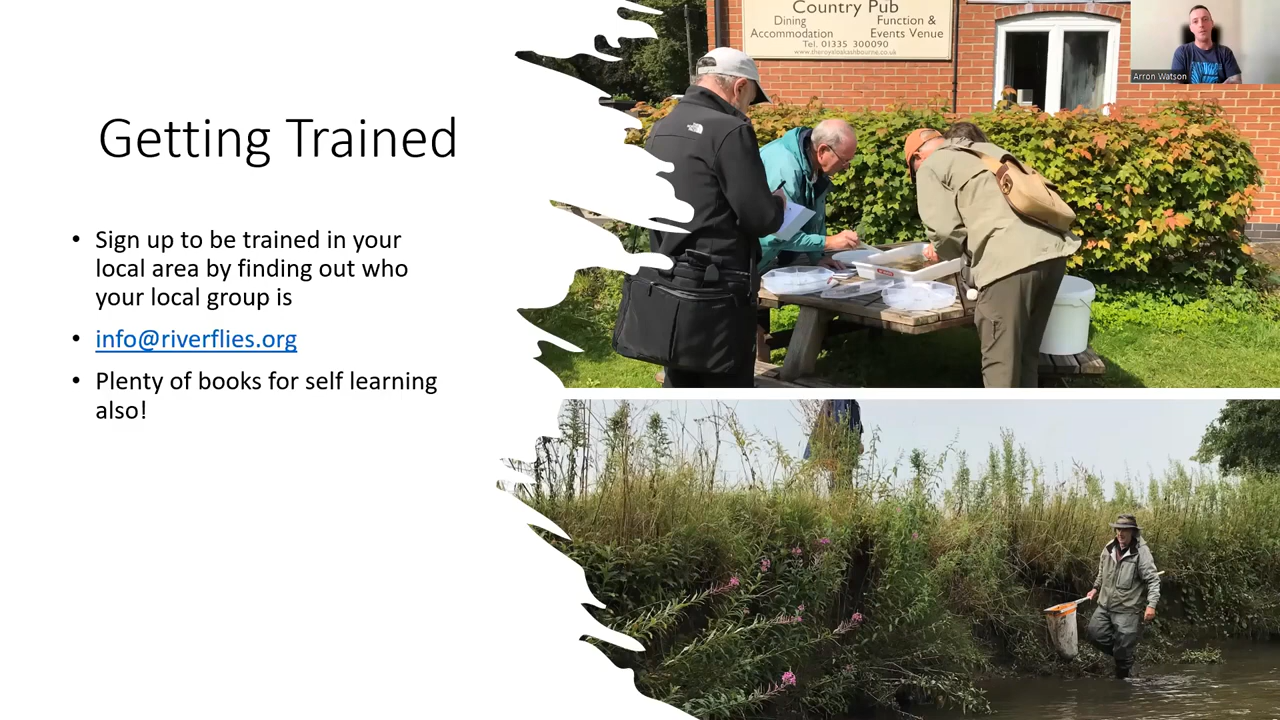 Getting Trained
• Sign up to be trained in your
local area by finding out who
your local group is
• info@riverflies.org
• Plenty of books for self learning
also!
Country Pub
Dining
Function &
Accommodation
Events Venue
Tel. 01335 300090
Arron Watson